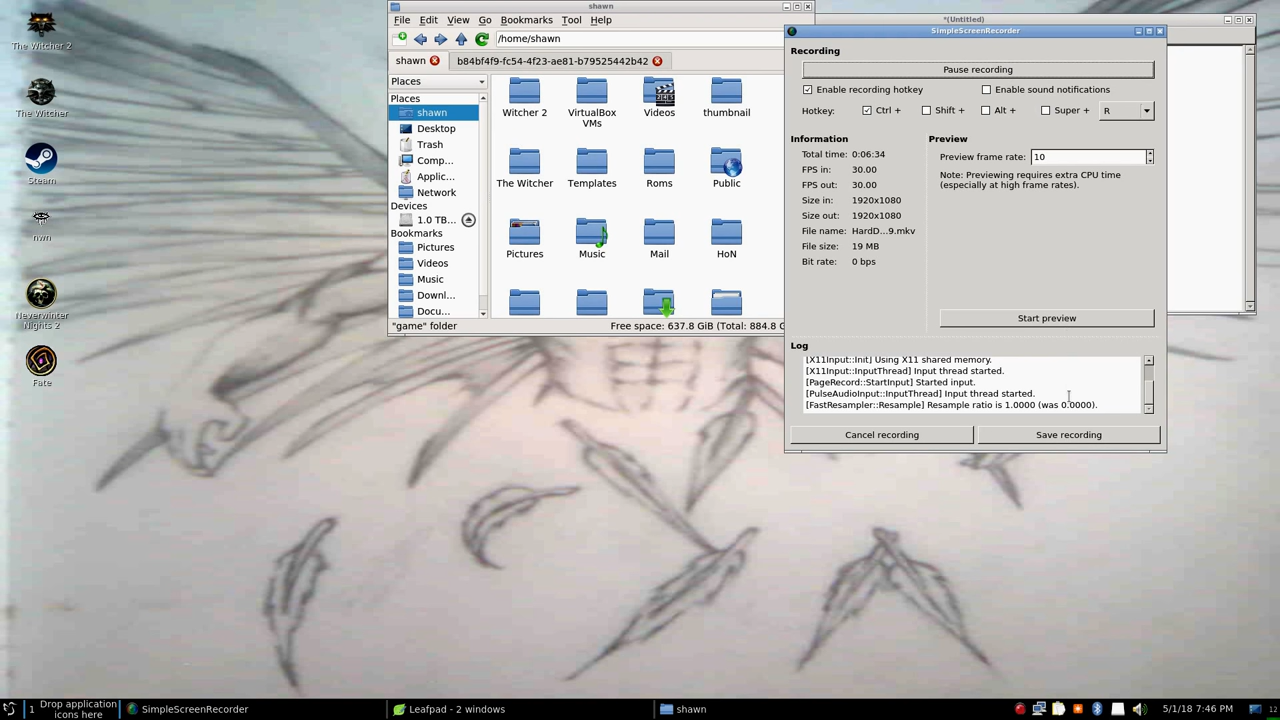 The Witcher 2
The Witcher
Steam
nwn
Neverwinter
Nights 2
Fate
shawn
File Edit View Go Bookmarks Tool Help
/home/shawn
shawn
b84bf4f9-fc54-4f23-ae81-b79525442b42
Places
Places
shawn
Desktop
Trash
Comp...
Applic...
Network
Devices
1.0 TB...
Bookmarks
Pictures
Videos
Music
Downl...
Docu...
Witcher 2
VirtualBox
VMs
Videos
thumbnail
The Witcher
Templates
Roms
Public
Pictures
Music
Mail
HoN
"game" folder
Free space: 637.8 GiB (Total: 884.8 G
*(Untitled)
SimpleScreenRecorder
Recording
Pause recording
Enable recording hotkey
Enable sound notifications
Hotkey: Ctrl + Shift + Alt + Super + R
Information
Total time: 0:06:34
FPS in: 30.00
FPS out: 30.00
Size in: 1920x1080
Size out: 1920x1080
File name: HardD...9.mkv
File size: 19 MB
Bit rate: 0 bps
Preview
Preview frame rate: 10
Note: Previewing requires extra CPU time
(especially at high frame rates).
Start preview
Log
[X11Input::Init] Using X11 shared memory.
[X11Input::InputThread] Input thread started.
[PageRecord::StartInput] Started input.
[PulseAudioInput::InputThread] Input thread started.
[FastResampler::Resample] Resample ratio is 1.0000 (was 0.0000).
Cancel recording
Save recording
1
Drop application
icons here
SimpleScreenRecorder
Leafpad - 2 windows
shawn
5/1/18 7:46 PM
12